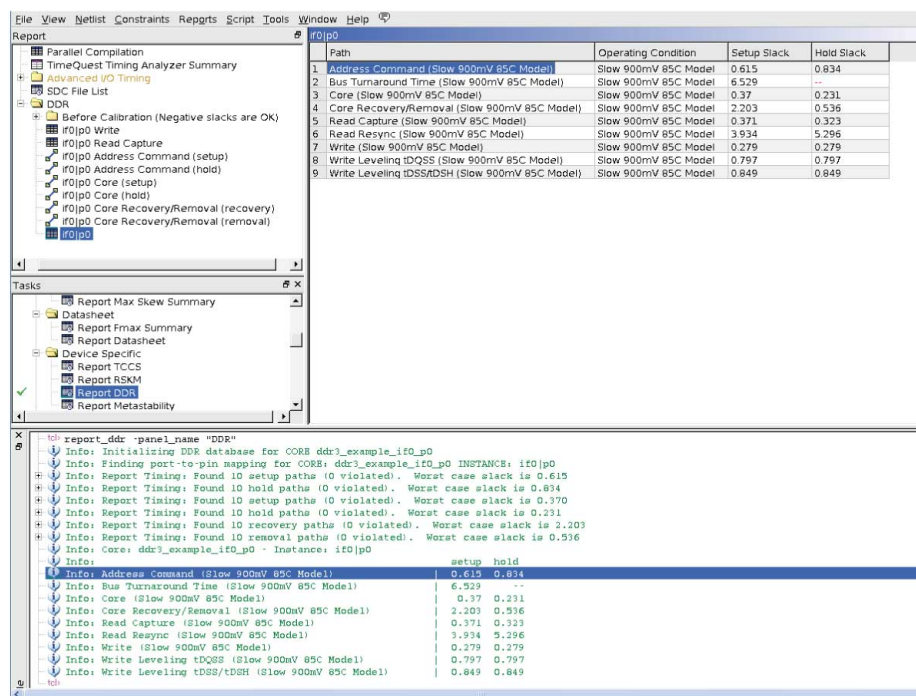 File View Netlist Constraints Reports Script Tools Window Help
Report
Parallel Compilation
TimeQuest Timing Analyzer Summary
Advanced I/O Timing
SDC File List
DDR
Before Calibration (Negative slacks are OK)
if0|p0 Write
if0|p0 Read Capture
if0|p0 Address Command (setup)
if0|p0 Address Command (hold)
if0|p0 Core (setup)
if0|p0 Core (hold)
if0|p0 Core Recovery/Removal (recovery)
if0|p0 Core Recovery/Removal (removal)
if0|p0
if0|p0
Path Operating Condition Setup Slack Hold Slack
1 Address Command (Slow 900mV 85C Model) Slow 900mV 85C Model 0.615 0.834
2 Bus Turnaround Time (Slow 900mV 85C Model) Slow 900mV 85C Model 6.529 --
3 Core (Slow 900mV 85C Model) Slow 900mV 85C Model 0.37 0.231
4 Core Recovery/Removal (Slow 900mV 85C Model) Slow 900mV 85C Model 2.203 0.536
5 Read Capture (Slow 900mV 85C Model) Slow 900mV 85C Model 0.371 0.323
6 Read Resync (Slow 900mV 85C Model) Slow 900mV 85C Model 3.934 5.296
7 Write (Slow 900mV 85C Model) Slow 900mV 85C Model 0.279 0.279
8 Write Leveling tDQSS (Slow 900mV 85C Model) Slow 900mV 85C Model 0.797 0.797
9 Write Leveling tDSS/tDSH (Slow 900mV 85C Model) Slow 900mV 85C Model 0.849 0.849
Tasks
Report Max Skew Summary
Datasheet
Report Fmax Summary
Report Datasheet
Device Specific
Report TCCS
Report RSKM
Report DDR
Report Metastability
tcl> report_ddr -panel_name "DDR"
Info: Initializing DDR database for CORE ddr3_example_if0_p0
Info: Finding port-to-pin mapping for CORE: ddr3_example_if0_p0 INSTANCE: if0|p0
Info: Report Timing: Found 10 setup paths (0 violated). Worst case slack is 0.615
Info: Report Timing: Found 10 hold paths (0 violated). Worst case slack is 0.834
Info: Report Timing: Found 10 setup paths (0 violated). Worst case slack is 0.370
Info: Report Timing: Found 10 hold paths (0 violated). Worst case slack is 0.231
Info: Report Timing: Found 10 recovery paths (0 violated). Worst case slack is 2.203
Info: Report Timing: Found 10 removal paths (0 violated). Worst case slack is 0.536
Info: Core: ddr3_example_if0_p0 - Instance: if0|p0
Info: setup hold
Info: Address Command (Slow 900mV 85C Model) | 0.615 0.834
Info: Bus Turnaround Time (Slow 900mV 85C Model) | 6.529 --
Info: Core (Slow 900mV 85C Model) | 0.37 0.231
Info: Core Recovery/Removal (Slow 900mV 85C Model) | 2.203 0.536
Info: Read Capture (Slow 900mV 85C Model) | 0.371 0.323
Info: Read Resync (Slow 900mV 85C Model) | 3.934 5.296
Info: Write (Slow 900mV 85C Model) | 0.279 0.279
Info: Write Leveling tDQSS (Slow 900mV 85C Model) | 0.797 0.797
Info: Write Leveling tDSS/tDSH (Slow 900mV 85C Model) | 0.849 0.849
tcl>